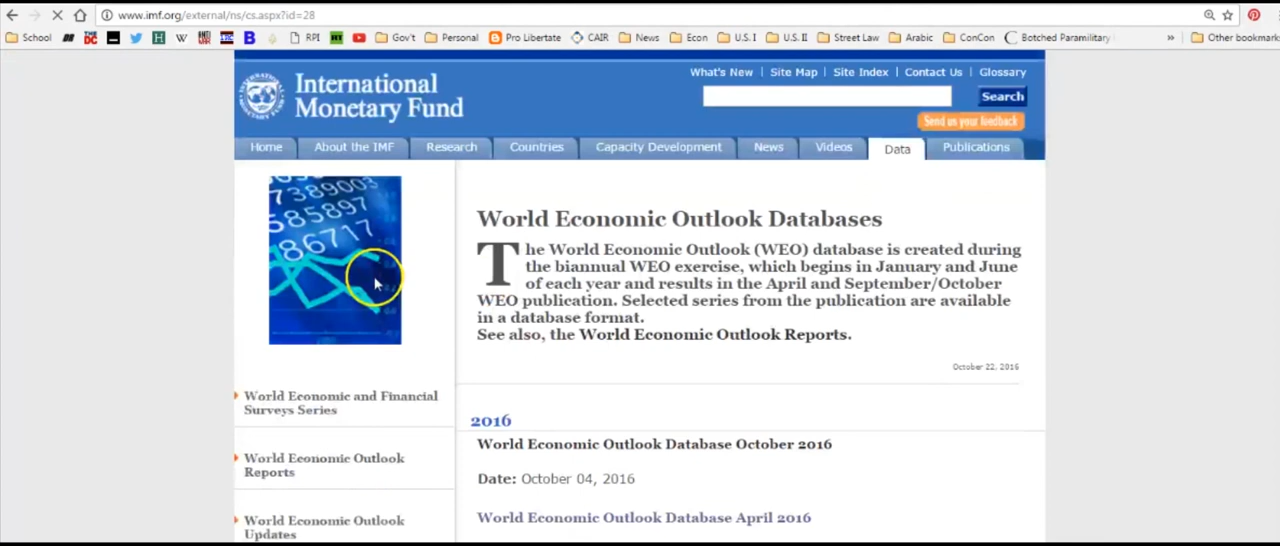 www.imf.org/external/ns/cs.aspx?id=28
School
RPI
Gov't
Personal
Pro Libertate
CAIR
News
Econ
U.S. I
U.S. II
Street Law
Arabic
ConCon
Botched Paramilitary
»
Other bookmark
International
Monetary Fund
What's New | Site Map | Site Index | Contact Us | Glossary
Search
Send us your feedback
Home
About the IMF
Research
Countries
Capacity Development
News
Videos
Data
Publications
7389003
585897
86717
World Economic Outlook Databases
The World Economic Outlook (WEO) database is created during
the biannual WEO exercise, which begins in January and June
of each year and results in the April and September/October
WEO publication. Selected series from the publication are available
in a database format.
See also, the World Economic Outlook Reports.
October 22, 2016
World Economic and Financial
Surveys Series
World Economic Outlook
Reports
World Economic Outlook
Updates
2016
World Economic Outlook Database October 2016
Date: October 04, 2016
World Economic Outlook Database April 2016